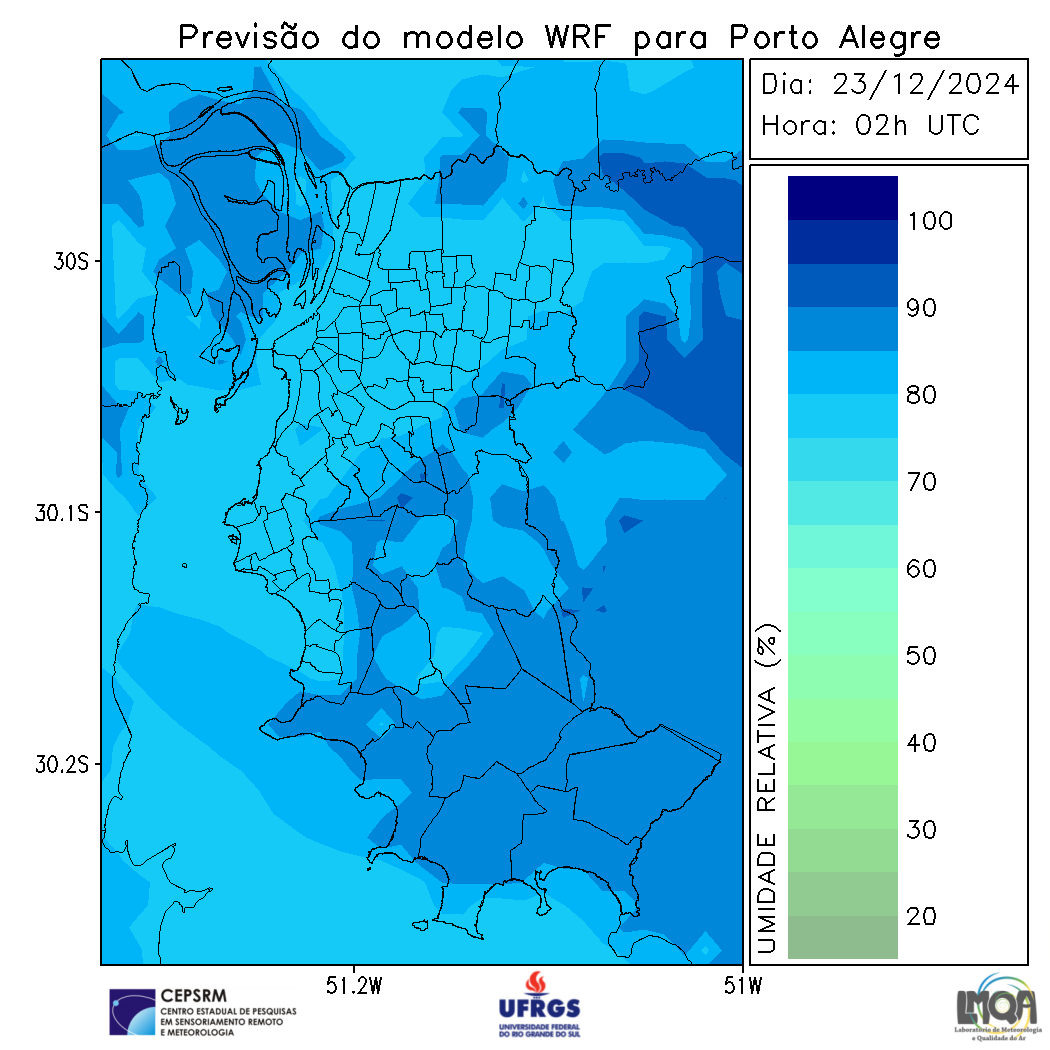 Previsão do modelo WRF para Porto Alegre
Dia: 23/12/2024
Hora: 02h UTC
30S
30.1S
30.2S
51.2W
51W
100
90
80
70
60
50
40
30
20
UMIDADE RELATIVA (%)
CEPSRM
CENTRO ESTADUAL DE PESQUISAS
EM SENSORIAMENTO REMOTO
E METEOROLOGIA
UFRGS
UNIVERSIDADE FEDERAL
DO RIO GRANDE DO SUL
LMQA
Laboratório de Meteorologia
e Qualidade do Ar